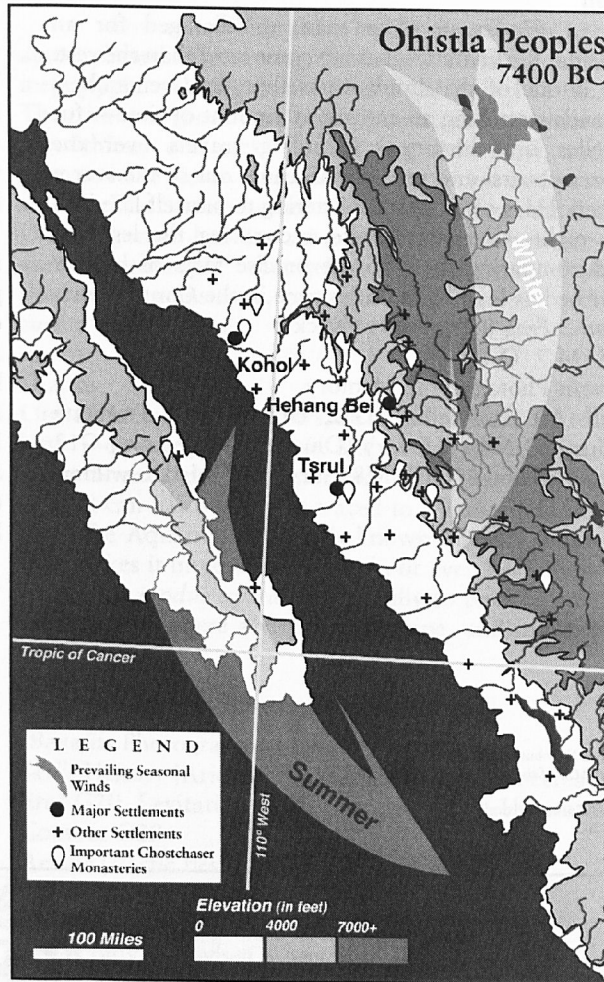 Ohistla Peoples
7400 BC
Winter
Kohol
Hehang Bei
Tsrul
Tropic of Cancer
Summer
110° West
LEGEND
Prevailing Seasonal
Winds
Major Settlements
Other Settlements
Important Ghostchaser
Monasteries
Elevation (in feet)
0 4000 7000+
100 Miles